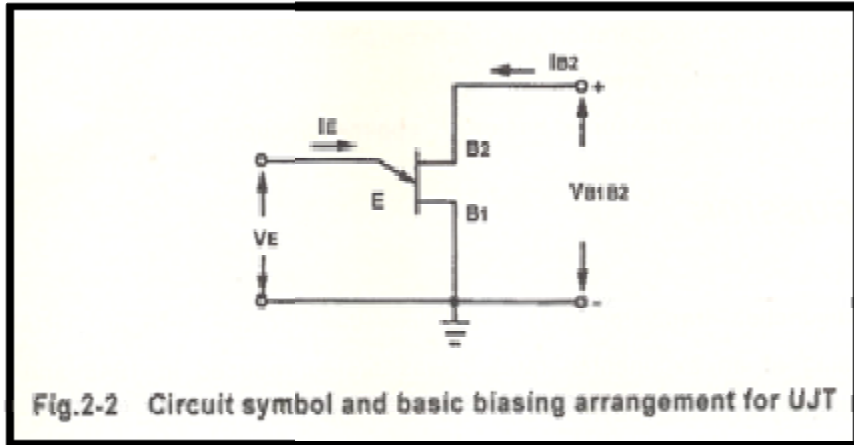 IB2
+
IE
B2
E
VB1B2
B1
VE
-
Fig.2-2 Circuit symbol and basic biasing arrangement for UJT